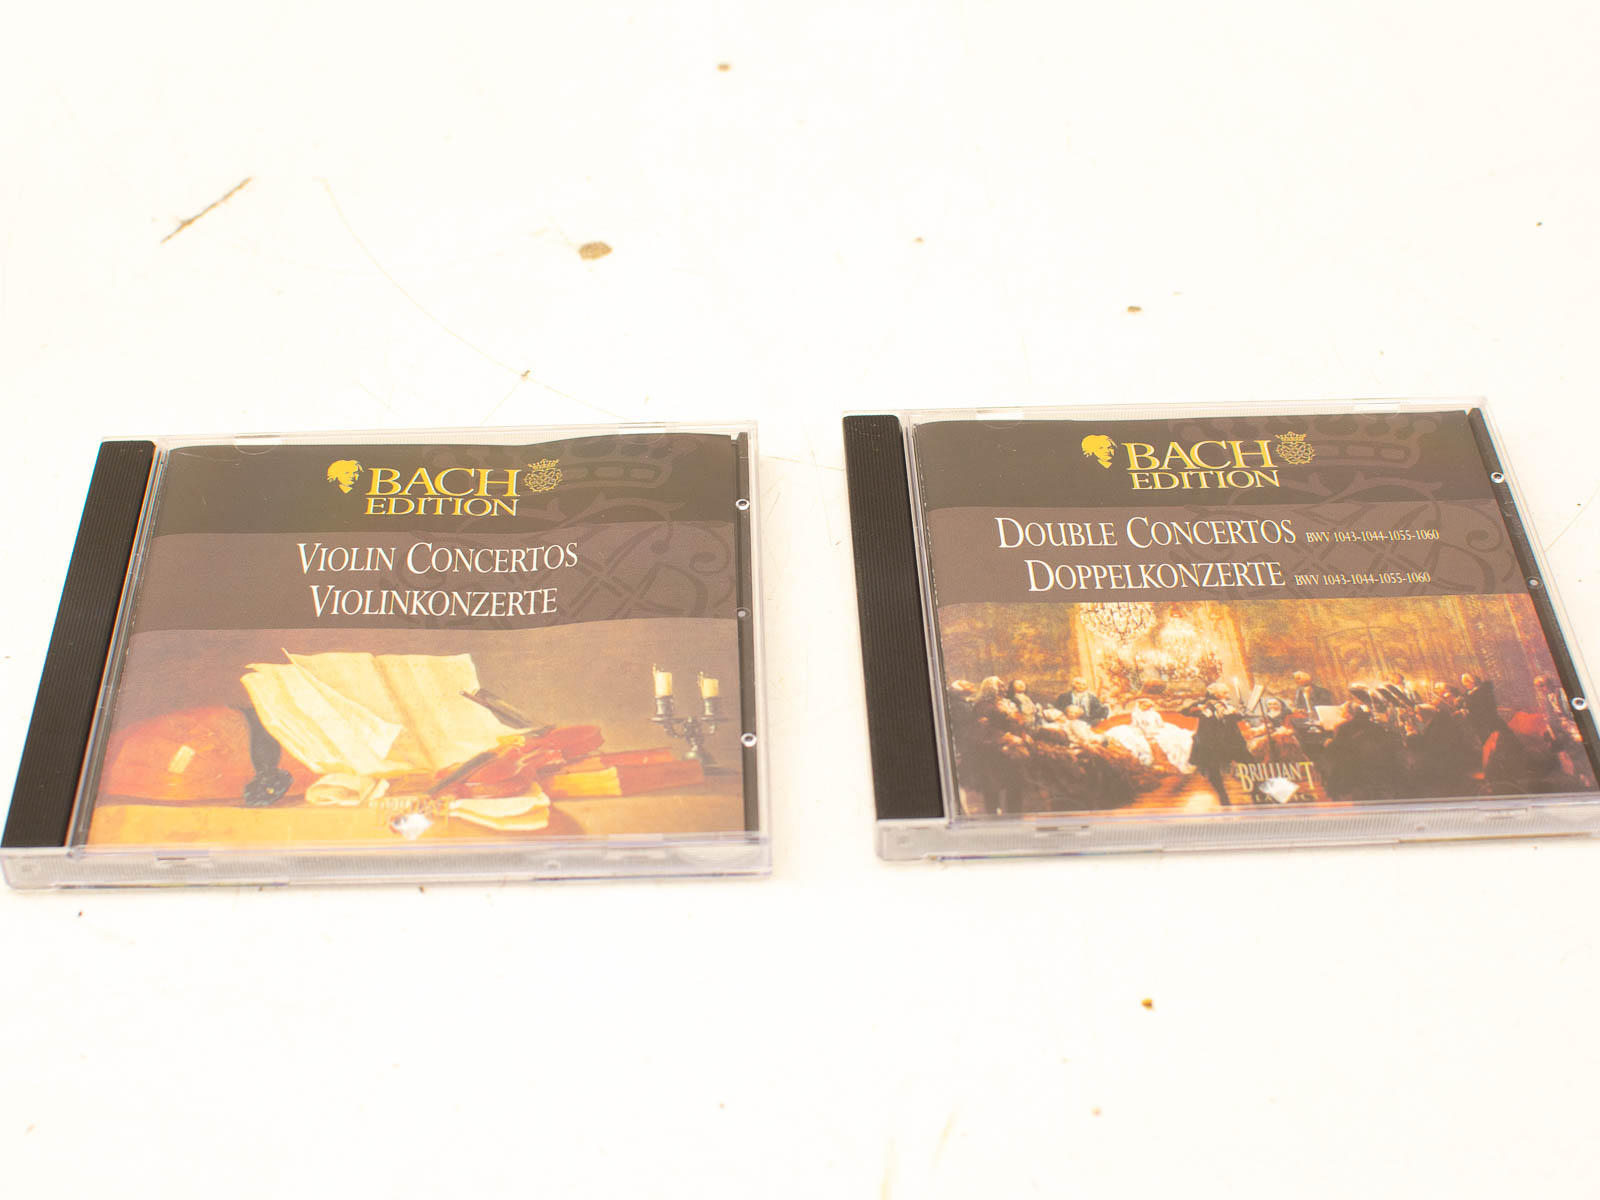 BACH
EDITION
VIOLIN CONCERTOS
VIOLINKONZERTE
BACH
EDITION
DOUBLE CONCERTOS BWV 1043-1044-1055-1060
DOPPELKONZERTE BWV 1043-1044-1055-1060
BRILLIANT